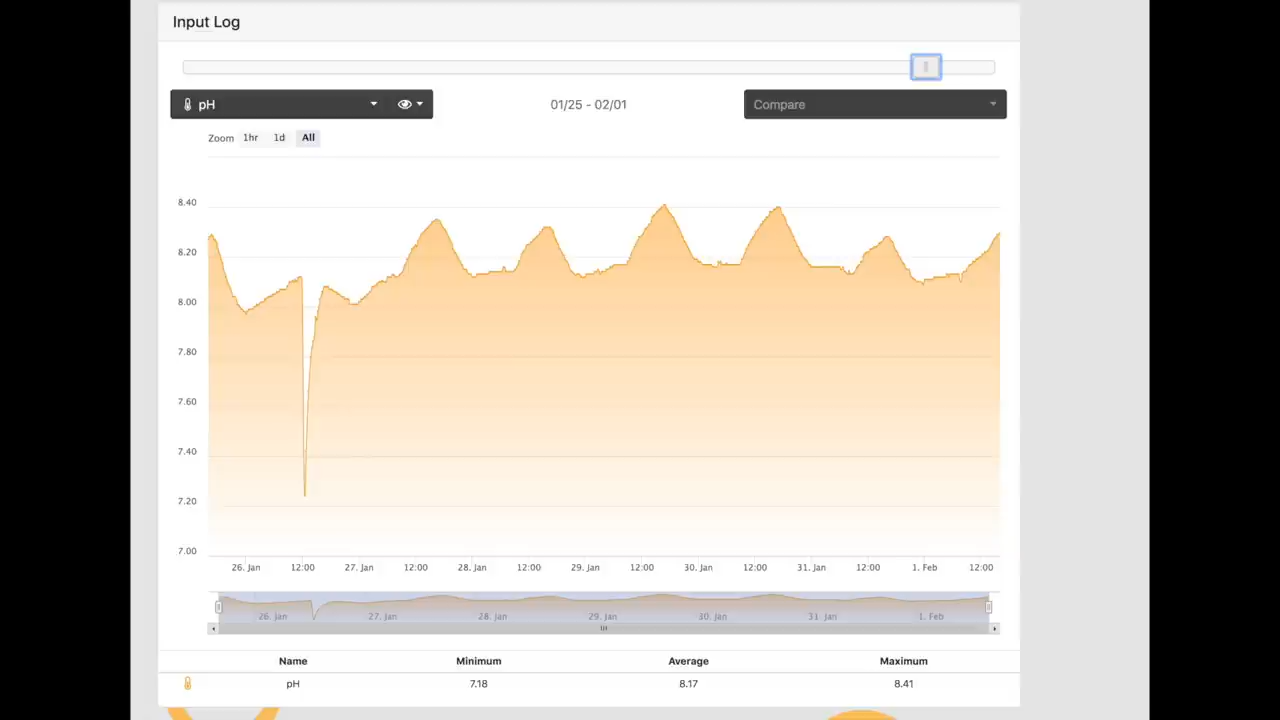 Input Log
pH
01/25 - 02/01
Compare
Zoom 1hr 1d All
8.40
8.20
8.00
7.80
7.60
7.40
7.20
7.00
26. Jan 12:00 27. Jan 12:00 28. Jan 12:00 29. Jan 12:00 30. Jan 12:00 31. Jan 12:00 1. Feb 12:00
26. Jan 27. Jan 28. Jan 29. Jan 30. Jan 31. Jan 1. Feb
Name Minimum Average Maximum
pH 7.18 8.17 8.41